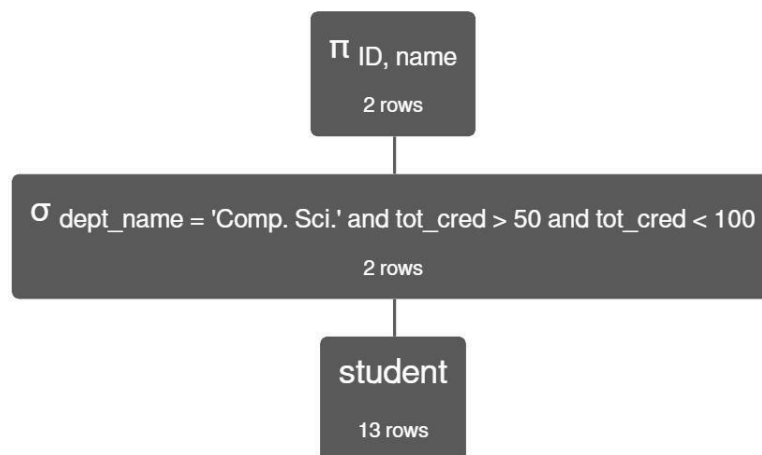 π ID, name
2 rows
σ dept_name = 'Comp. Sci.' and tot_cred > 50 and tot_cred < 100
2 rows
student
13 rows